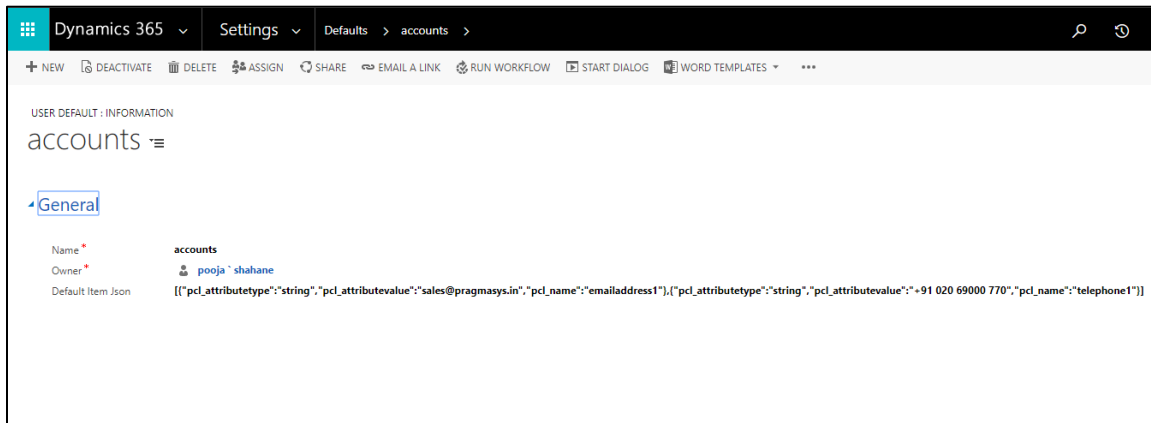 Dynamics 365 Settings Defaults > accounts >
NEW DEACTIVATE DELETE ASSIGN SHARE EMAIL A LINK RUN WORKFLOW START DIALOG WORD TEMPLATES ...
USER DEFAULT : INFORMATION
accounts
General
Name * accounts
Owner * pooja ` shahane
Default Item Json [{"pcl_attributetype":"string","pcl_attributevalue":"sales@pragmasys.in","pcl_name":"emailaddress1"},{"pcl_attributetype":"string","pcl_attributevalue":"+91 020 69000 770","pcl_name":"telephone1"}]